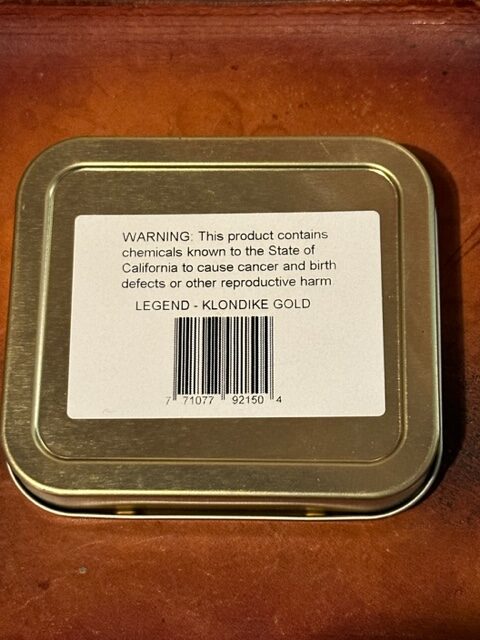 WARNING: This product contains
chemicals known to the State of
California to cause cancer and birth
defects or other reproductive harm
LEGEND - KLONDIKE GOLD
7 71077 92150 4